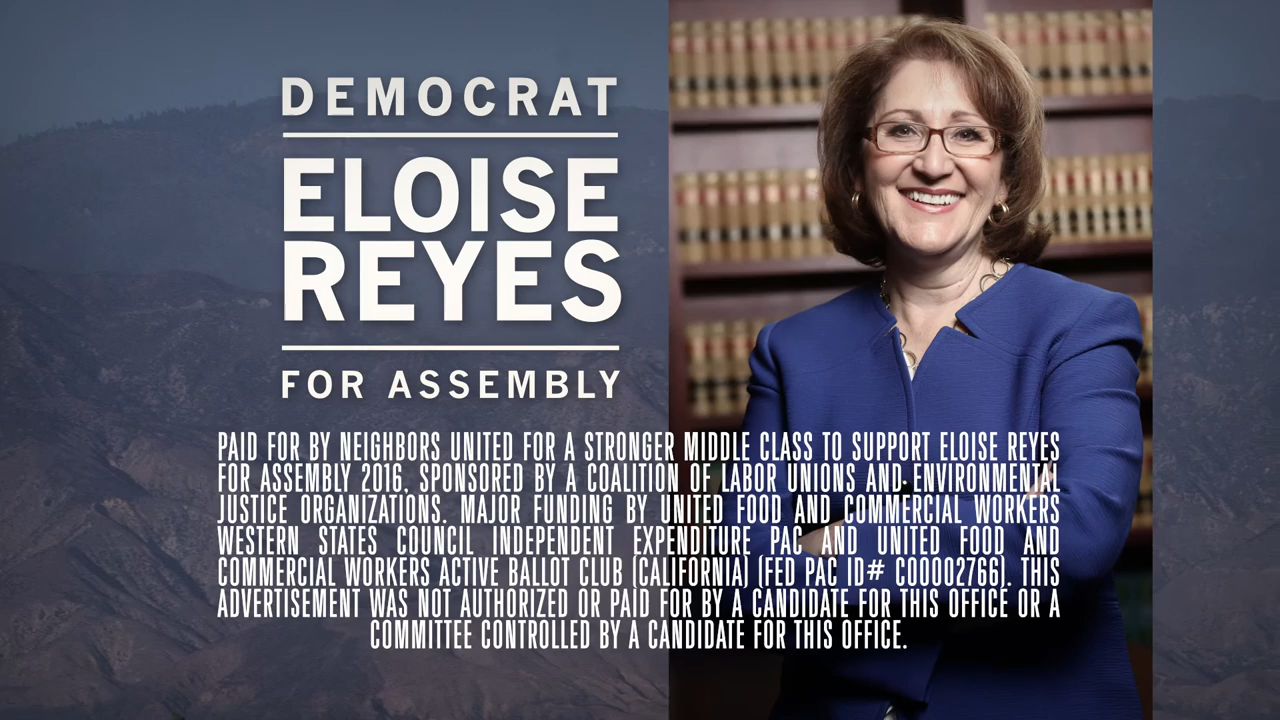 DEMOCRAT
ELOISE
REYES
FOR ASSEMBLY
PAID FOR BY NEIGHBORS UNITED FOR A STRONGER MIDDLE CLASS TO SUPPORT ELOISE REYES
FOR ASSEMBLY 2016, SPONSORED BY A COALITION OF LABOR UNIONS AND ENVIRONMENTAL
JUSTICE ORGANIZATIONS. MAJOR FUNDING BY UNITED FOOD AND COMMERCIAL WORKERS
WESTERN STATES COUNCIL INDEPENDENT EXPENDITURE PAC AND UNITED FOOD AND
COMMERCIAL WORKERS ACTIVE BALLOT CLUB (CALIFORNIA) (FED PAC ID# C00002766). THIS
ADVERTISEMENT WAS NOT AUTHORIZED OR PAID FOR BY A CANDIDATE FOR THIS OFFICE OR A
COMMITTEE CONTROLLED BY A CANDIDATE FOR THIS OFFICE.